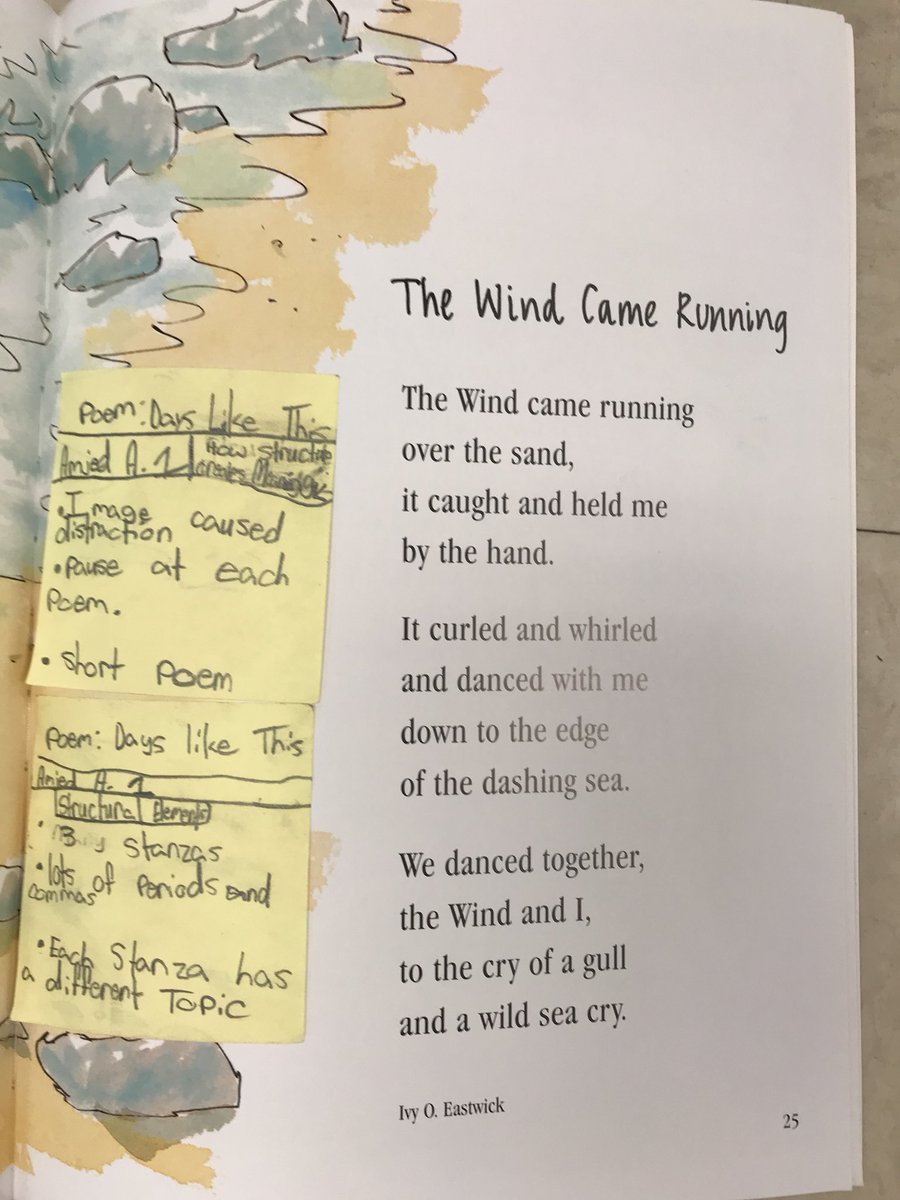 The Wind Came Running
The Wind came running
over the sand,
it caught and held me
by the hand.
It curled and whirled
and danced with me
down to the edge
of the dashing sea.
We danced together,
the Wind and I,
to the cry of a gull
and a wild sea cry.
Ivy O. Eastwick
25
Poem: Days Like This
Amied A. 1
How structure
creates Meaning
• Image caused
distraction
• Pause at each
Poem.
• short Poem
Poem: Days like This
Amied A. 1
Structural Elements
• 3 stanzas
• lots of Periods and
commas
• Each Stanza has
a different Topic